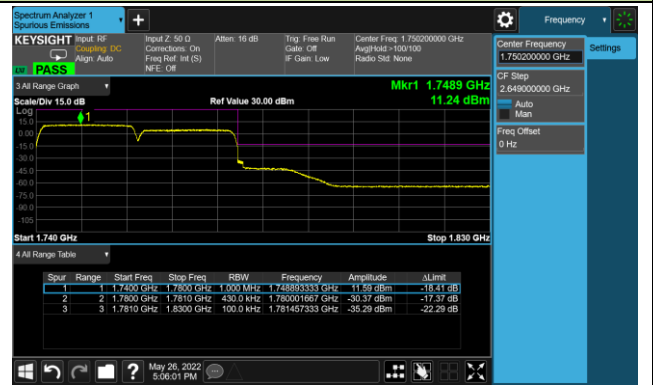 Spectrum Analyzer 1
Spurious Emissions
+
Frequency
KEYSIGHT
Input: RF
Coupling: DC
Align: Auto
Input Z: 50 Ω
Corrections: On
Freq Ref: Int (S)
NFE: Off
Atten: 16 dB
Trig: Free Run
Gate: Off
IF Gain: Low
Center Freq: 1.750200000 GHz
Avg|Hold:>100/100
Radio Std: None
PASS
Center Frequency
1.750200000 GHz
Settings
CF Step
2.649000000 GHz
Auto
Man
Freq Offset
0 Hz
3 All Range Graph
Mkr1 1.7489 GHz
11.24 dBm
Scale/Div 15.0 dB
Ref Value 30.00 dBm
Log
15.0
0.00
-15.0
-30.0
-45.0
-60.0
-75.0
-90.0
-105
1
Start 1.740 GHz
Stop 1.830 GHz
4 All Range Table
Spur Range Start Freq Stop Freq RBW Frequency Amplitude ΔLimit
1 1 1.7400 GHz 1.7800 GHz 1.000 MHz 1.748893333 GHz 11.59 dBm -18.41 dB
2 2 1.7800 GHz 1.7810 GHz 430.0 kHz 1.780001667 GHz -30.37 dBm -17.37 dB
3 3 1.7810 GHz 1.8300 GHz 100.0 kHz 1.781457333 GHz -35.29 dBm -22.29 dB
?
May 26, 2022
5:06:01 PM